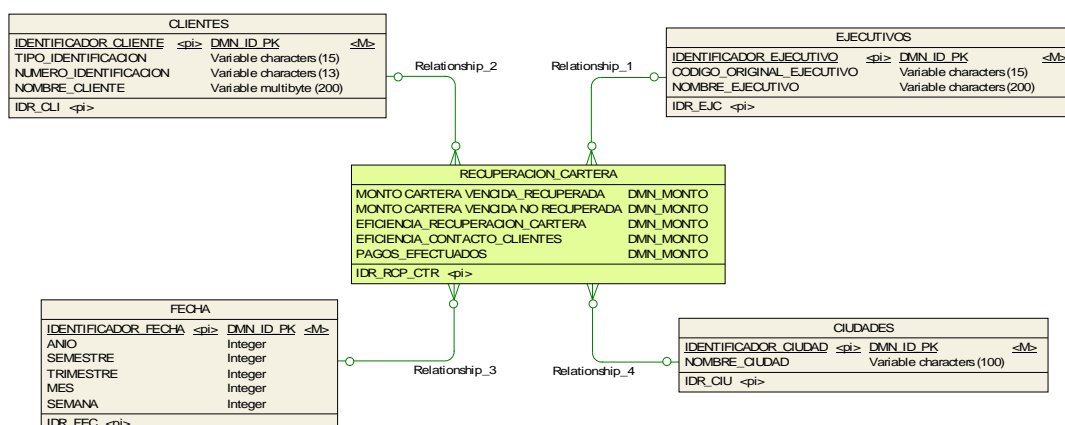 CLIENTES
IDENTIFICADOR_CLIENTE <pi> DMN_ID_PK <M>
TIPO_IDENTIFICACION Variable characters (15)
NUMERO_IDENTIFICACION Variable characters (13)
NOMBRE_CLIENTE Variable multibyte (200)
IDR_CLI <pi>
EJECUTIVOS
IDENTIFICADOR_EJECUTIVO <pi> DMN_ID_PK <M>
CODIGO_ORIGINAL_EJECUTIVO Variable characters (15)
NOMBRE_EJECUTIVO Variable characters (200)
IDR_EJC <pi>
Relationship_2
Relationship_1
RECUPERACION_CARTERA
MONTO CARTERA VENCIDA_RECUPERADA DMN_MONTO
MONTO CARTERA VENCIDA NO RECUPERADA DMN_MONTO
EFICIENCIA_RECUPERACION_CARTERA DMN_MONTO
EFICIENCIA_CONTACTO_CLIENTES DMN_MONTO
PAGOS_EFECTUADOS DMN_MONTO
IDR_RCP_CTR <pi>
FECHA
IDENTIFICADOR_FECHA <pi> DMN_ID_PK <M>
ANIO Integer
SEMESTRE Integer
TRIMESTRE Integer
MES Integer
SEMANA Integer
IDR_FEC <pi>
Relationship_3
Relationship_4
CIUDADES
IDENTIFICADOR_CIUDAD <pi> DMN_ID_PK <M>
NOMBRE_CIUDAD Variable characters (100)
IDR_CIU <pi>